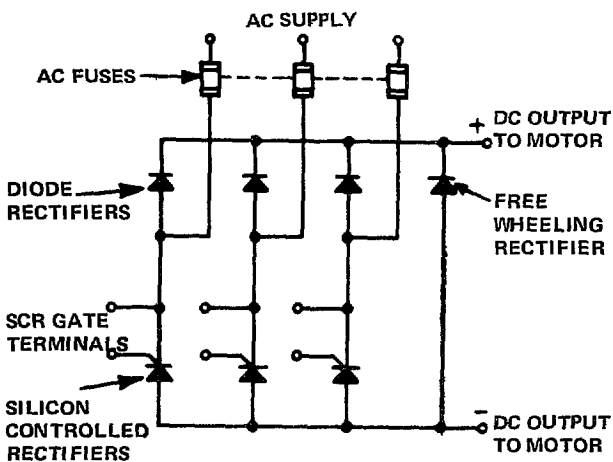 AC SUPPLY
AC FUSES
+ DC OUTPUT
TO MOTOR
DIODE
RECTIFIERS
FREE
WHEELING
RECTIFIER
SCR GATE
TERMINALS
SILICON
CONTROLLED
RECTIFIERS
- DC OUTPUT
TO MOTOR